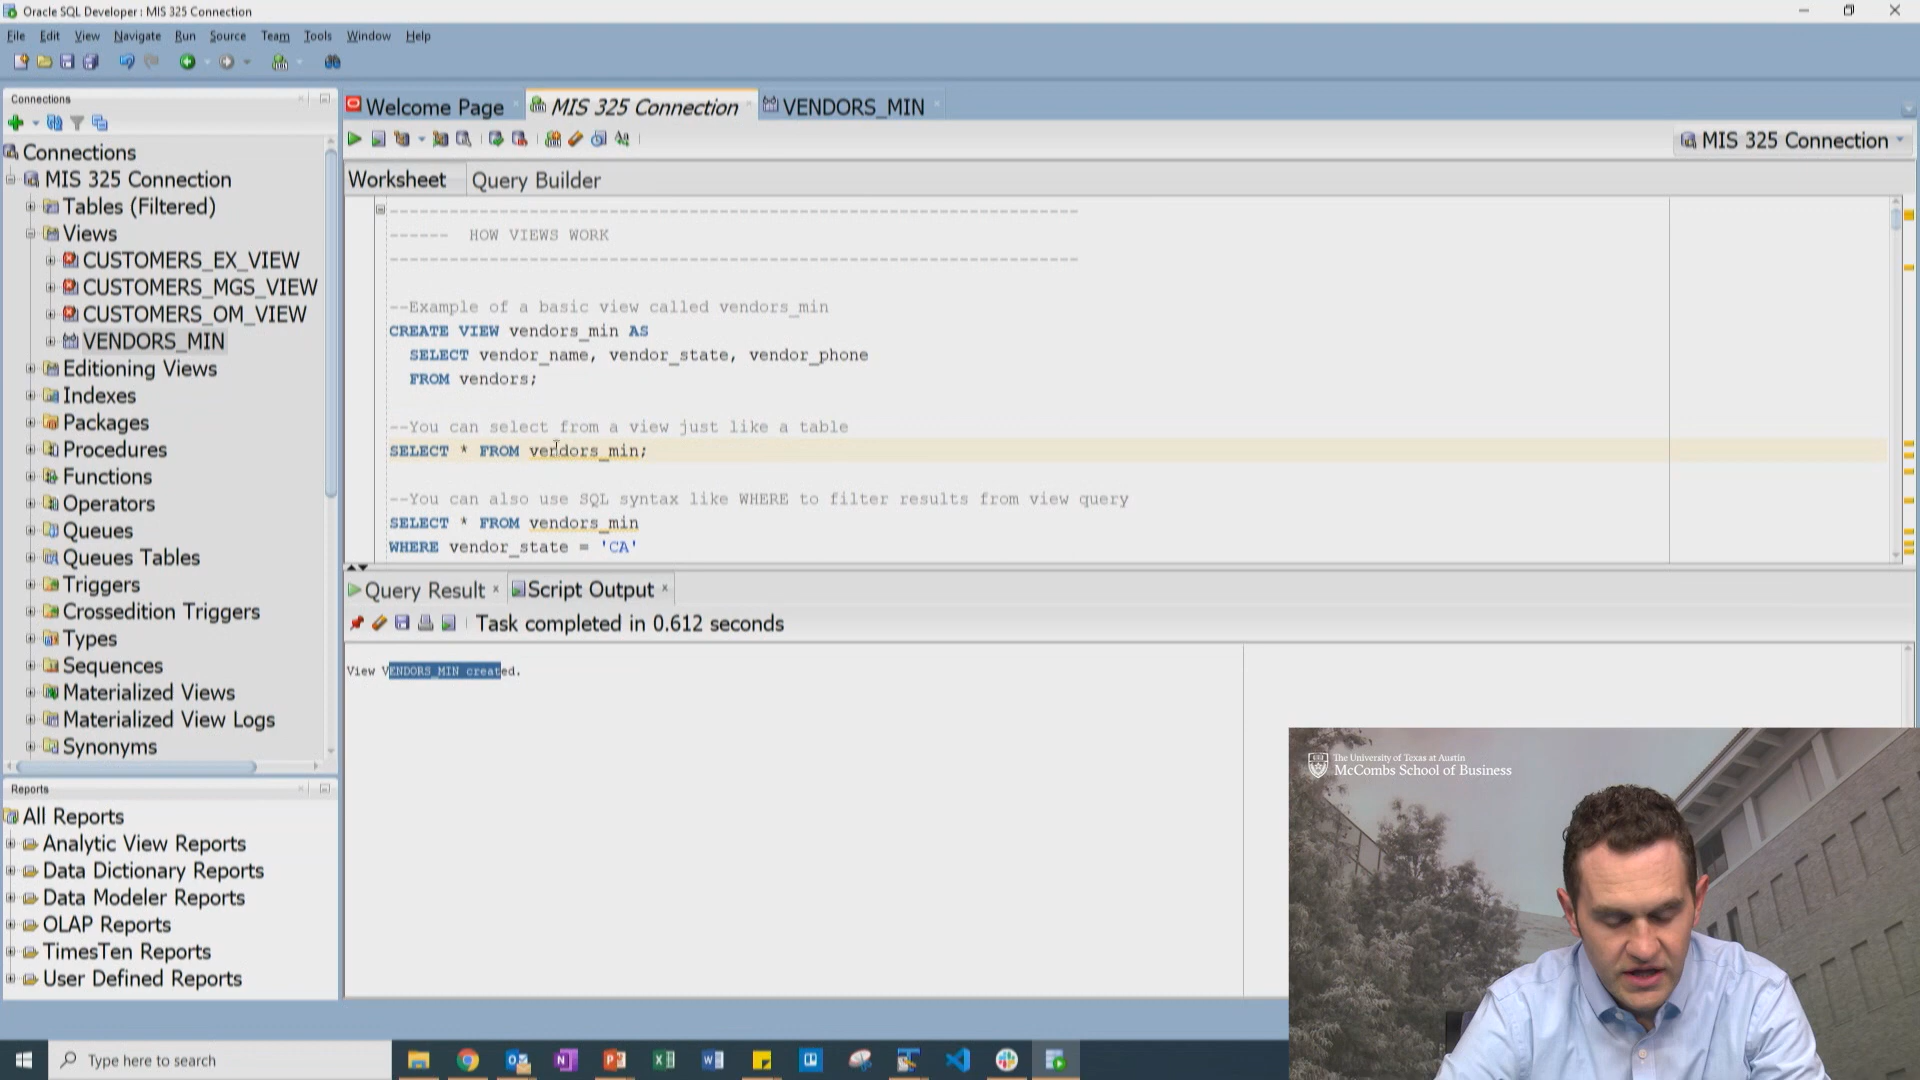 Oracle SQL Developer : MIS 325 Connection
File Edit View Navigate Run Source Team Tools Window Help
Connections
Connections
MIS 325 Connection
Tables (Filtered)
Views
CUSTOMERS_EX_VIEW
CUSTOMERS_MGS_VIEW
CUSTOMERS_OM_VIEW
VENDORS_MIN
Editioning Views
Indexes
Packages
Procedures
Functions
Operators
Queues
Queues Tables
Triggers
Crossedition Triggers
Types
Sequences
Materialized Views
Materialized View Logs
Synonyms
Reports
All Reports
Analytic View Reports
Data Dictionary Reports
Data Modeler Reports
OLAP Reports
TimesTen Reports
User Defined Reports
Welcome Page MIS 325 Connection VENDORS_MIN
MIS 325 Connection
Worksheet Query Builder
---------------------------------------------------------------------
------ HOW VIEWS WORK
---------------------------------------------------------------------
--Example of a basic view called vendors_min
CREATE VIEW vendors_min AS
SELECT vendor_name, vendor_state, vendor_phone
FROM vendors;
--You can select from a view just like a table
SELECT * FROM vendors_min;
--You can also use SQL syntax like WHERE to filter results from view query
SELECT * FROM vendors_min
WHERE vendor_state = 'CA'
Query Result Script Output
Task completed in 0.612 seconds
View VENDORS_MIN created.
The University of Texas at Austin
McCombs School of Business
Type here to search